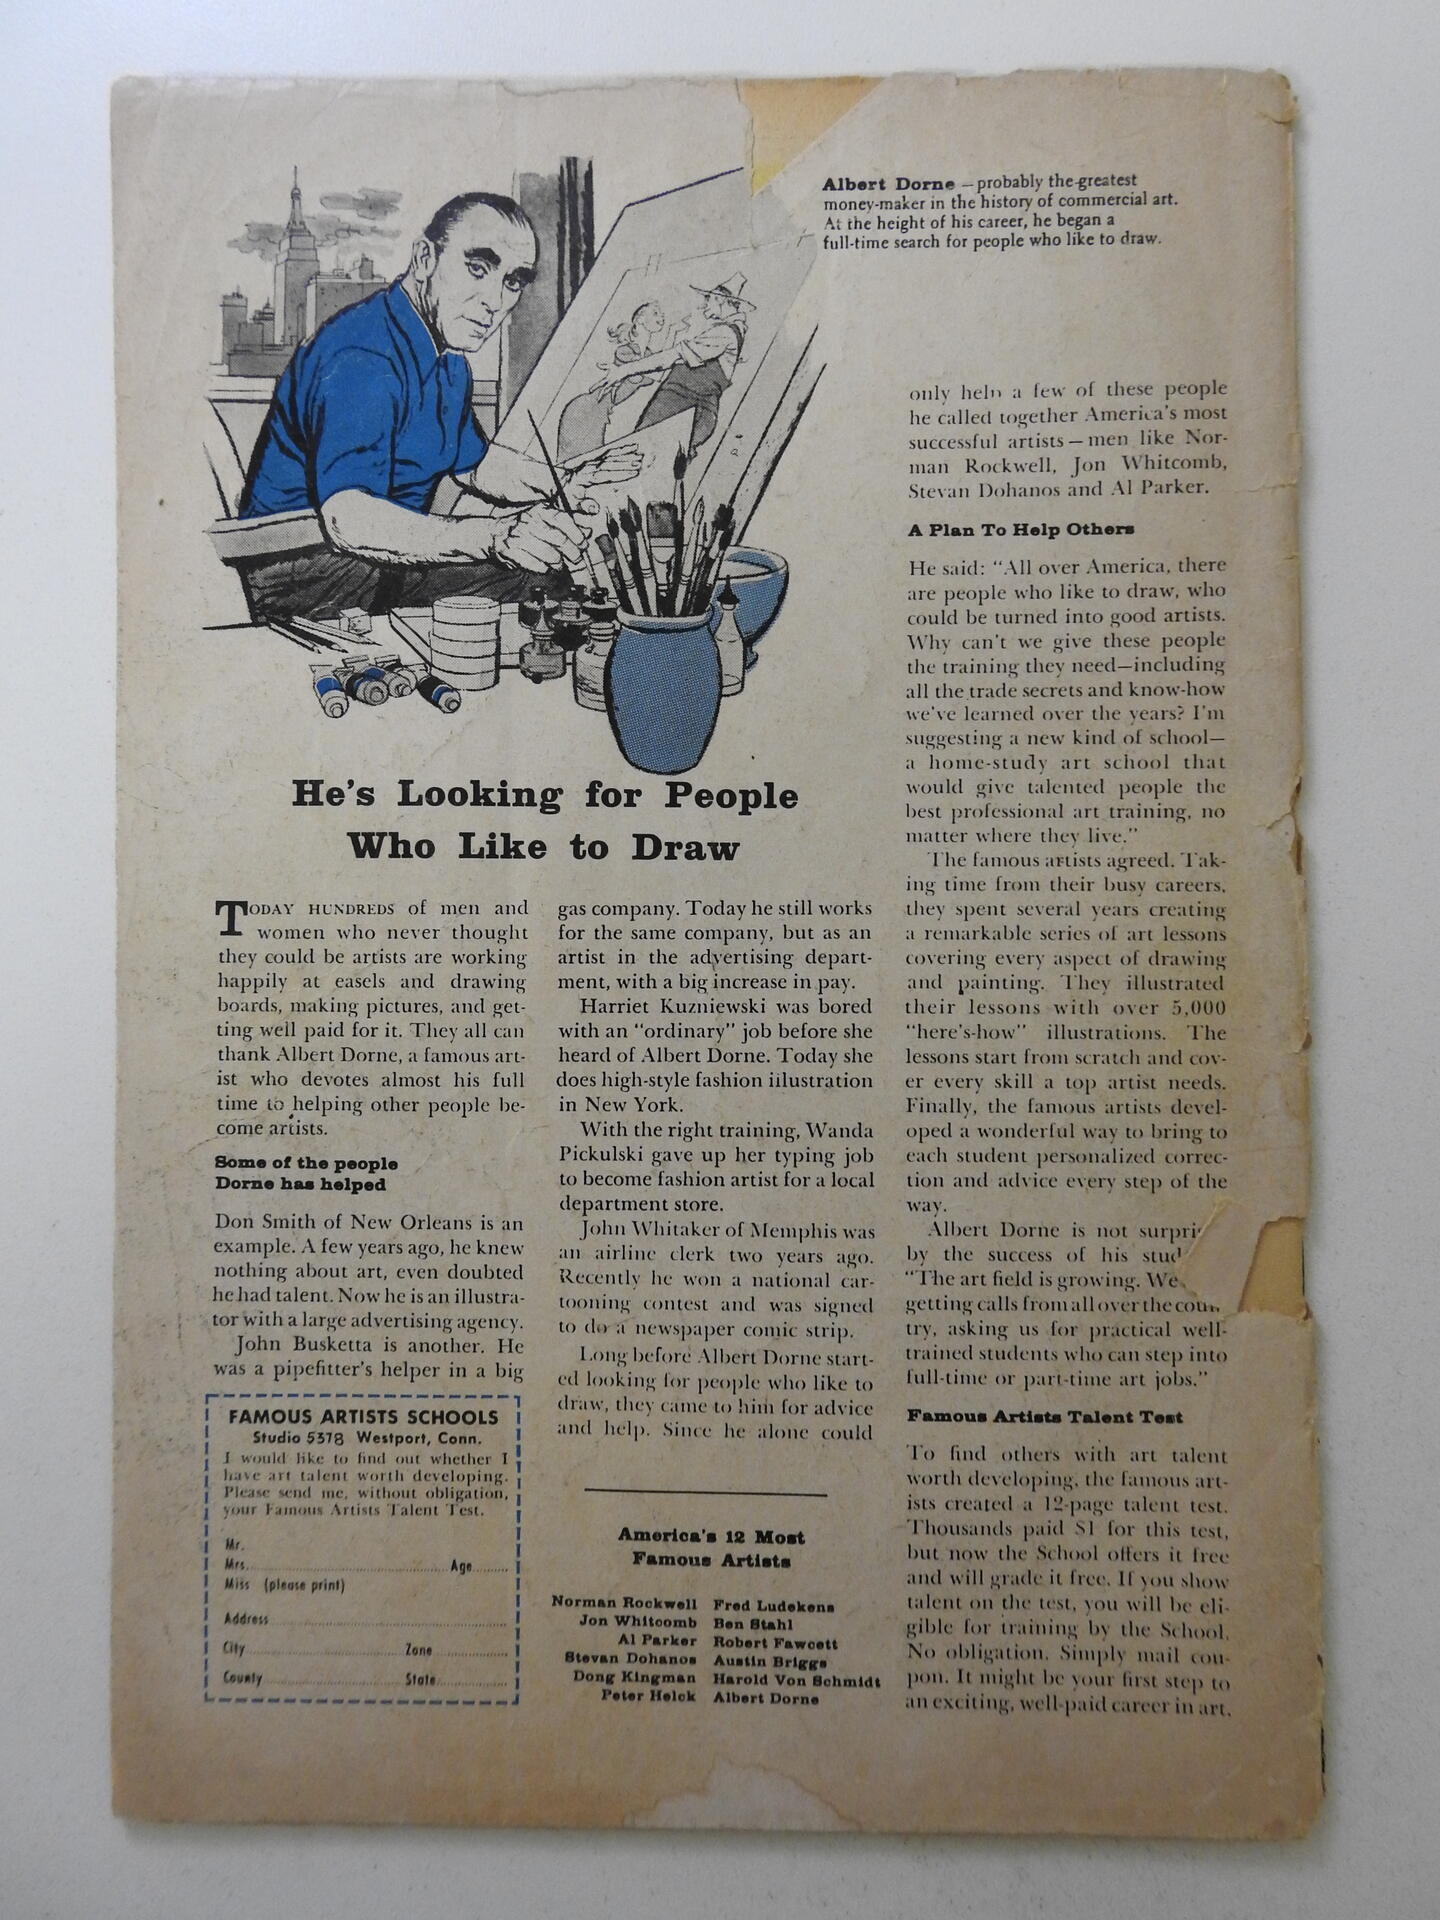 Albert Dorne — probably the greatest
money-maker in the history of commercial art.
At the height of his career, he began a
full-time search for people who like to draw.
He's Looking for People
Who Like to Draw
TODAY HUNDREDS of men and
women who never thought
they could be artists are working
happily at easels and drawing
boards, making pictures, and get-
ting well paid for it. They all can
thank Albert Dorne, a famous art-
ist who devotes almost his full
time to helping other people be-
come artists.
Some of the people
Dorne has helped
Don Smith of New Orleans is an
example. A few years ago, he knew
nothing about art, even doubted
he had talent. Now he is an illustra-
tor with a large advertising agency.
John Busketta is another. He
was a pipefitter's helper in a big
gas company. Today he still works
for the same company, but as an
artist in the advertising depart-
ment, with a big increase in pay.
Harriet Kuzniewski was bored
with an "ordinary" job before she
heard of Albert Dorne. Today she
does high-style fashion illustration
in New York.
With the right training, Wanda
Pickulski gave up her typing job
to become fashion artist for a local
department store.
John Whitaker of Memphis was
an airline clerk two years ago.
Recently he won a national car-
tooning contest and was signed
to do a newspaper comic strip.
Long before Albert Dorne start-
ed looking for people who like to
draw, they came to him for advice
and help. Since he alone could
only help a few of these people
he called together America's most
successful artists — men like Nor-
man Rockwell, Jon Whitcomb,
Stevan Dohanos and Al Parker.
A Plan To Help Others
He said: "All over America, there
are people who like to draw, who
could be turned into good artists.
Why can't we give these people
the training they need—including
all the trade secrets and know-how
we've learned over the years? I'm
suggesting a new kind of school—
a home-study art school that
would give talented people the
best professional art training, no
matter where they live."
The famous artists agreed. Tak-
ing time from their busy careers,
they spent several years creating
a remarkable series of art lessons
covering every aspect of drawing
and painting. They illustrated
their lessons with over 5,000
"here's-how" illustrations. The
lessons start from scratch and cov-
er every skill a top artist needs.
Finally, the famous artists devel-
oped a wonderful way to bring to
each student personalized correc-
tion and advice every step of the
way.
Albert Dorne is not
by the success of his
"The art field is growing. We
getting calls from all over the coun-
try, asking us for practical well-
trained students who can step into
full-time or part-time art jobs."
Famous Artists Talent Test
To find others with art talent
worth developing, the famous art-
ists created a 12-page talent test.
Thousands paid $1 for this test,
but now the School offers it free
and will grade it free. If you show
talent on the test, you will be eli-
gible for training by the School.
No obligation. Simply mail cou-
pon. It might be your first step to
an exciting, well-paid career in art.
FAMOUS ARTISTS SCHOOLS
Studio 5378 Westport, Conn.
I would like to find out whether I
have art talent worth developing.
Please send me, without obligation,
your Famous Artists Talent Test.
Mr.
Mrs. Age
Miss (please print)
Address
City Zone
County State
America's 12 Most
Famous Artists
Norman Rockwell Fred Ludekens
Jon Whitcomb Ben Stahl
Al Parker Robert Fawcett
Stevan Dohanos Austin Briggs
Dong Kingman Harold Von Schmidt
Peter Helck Albert Dorne